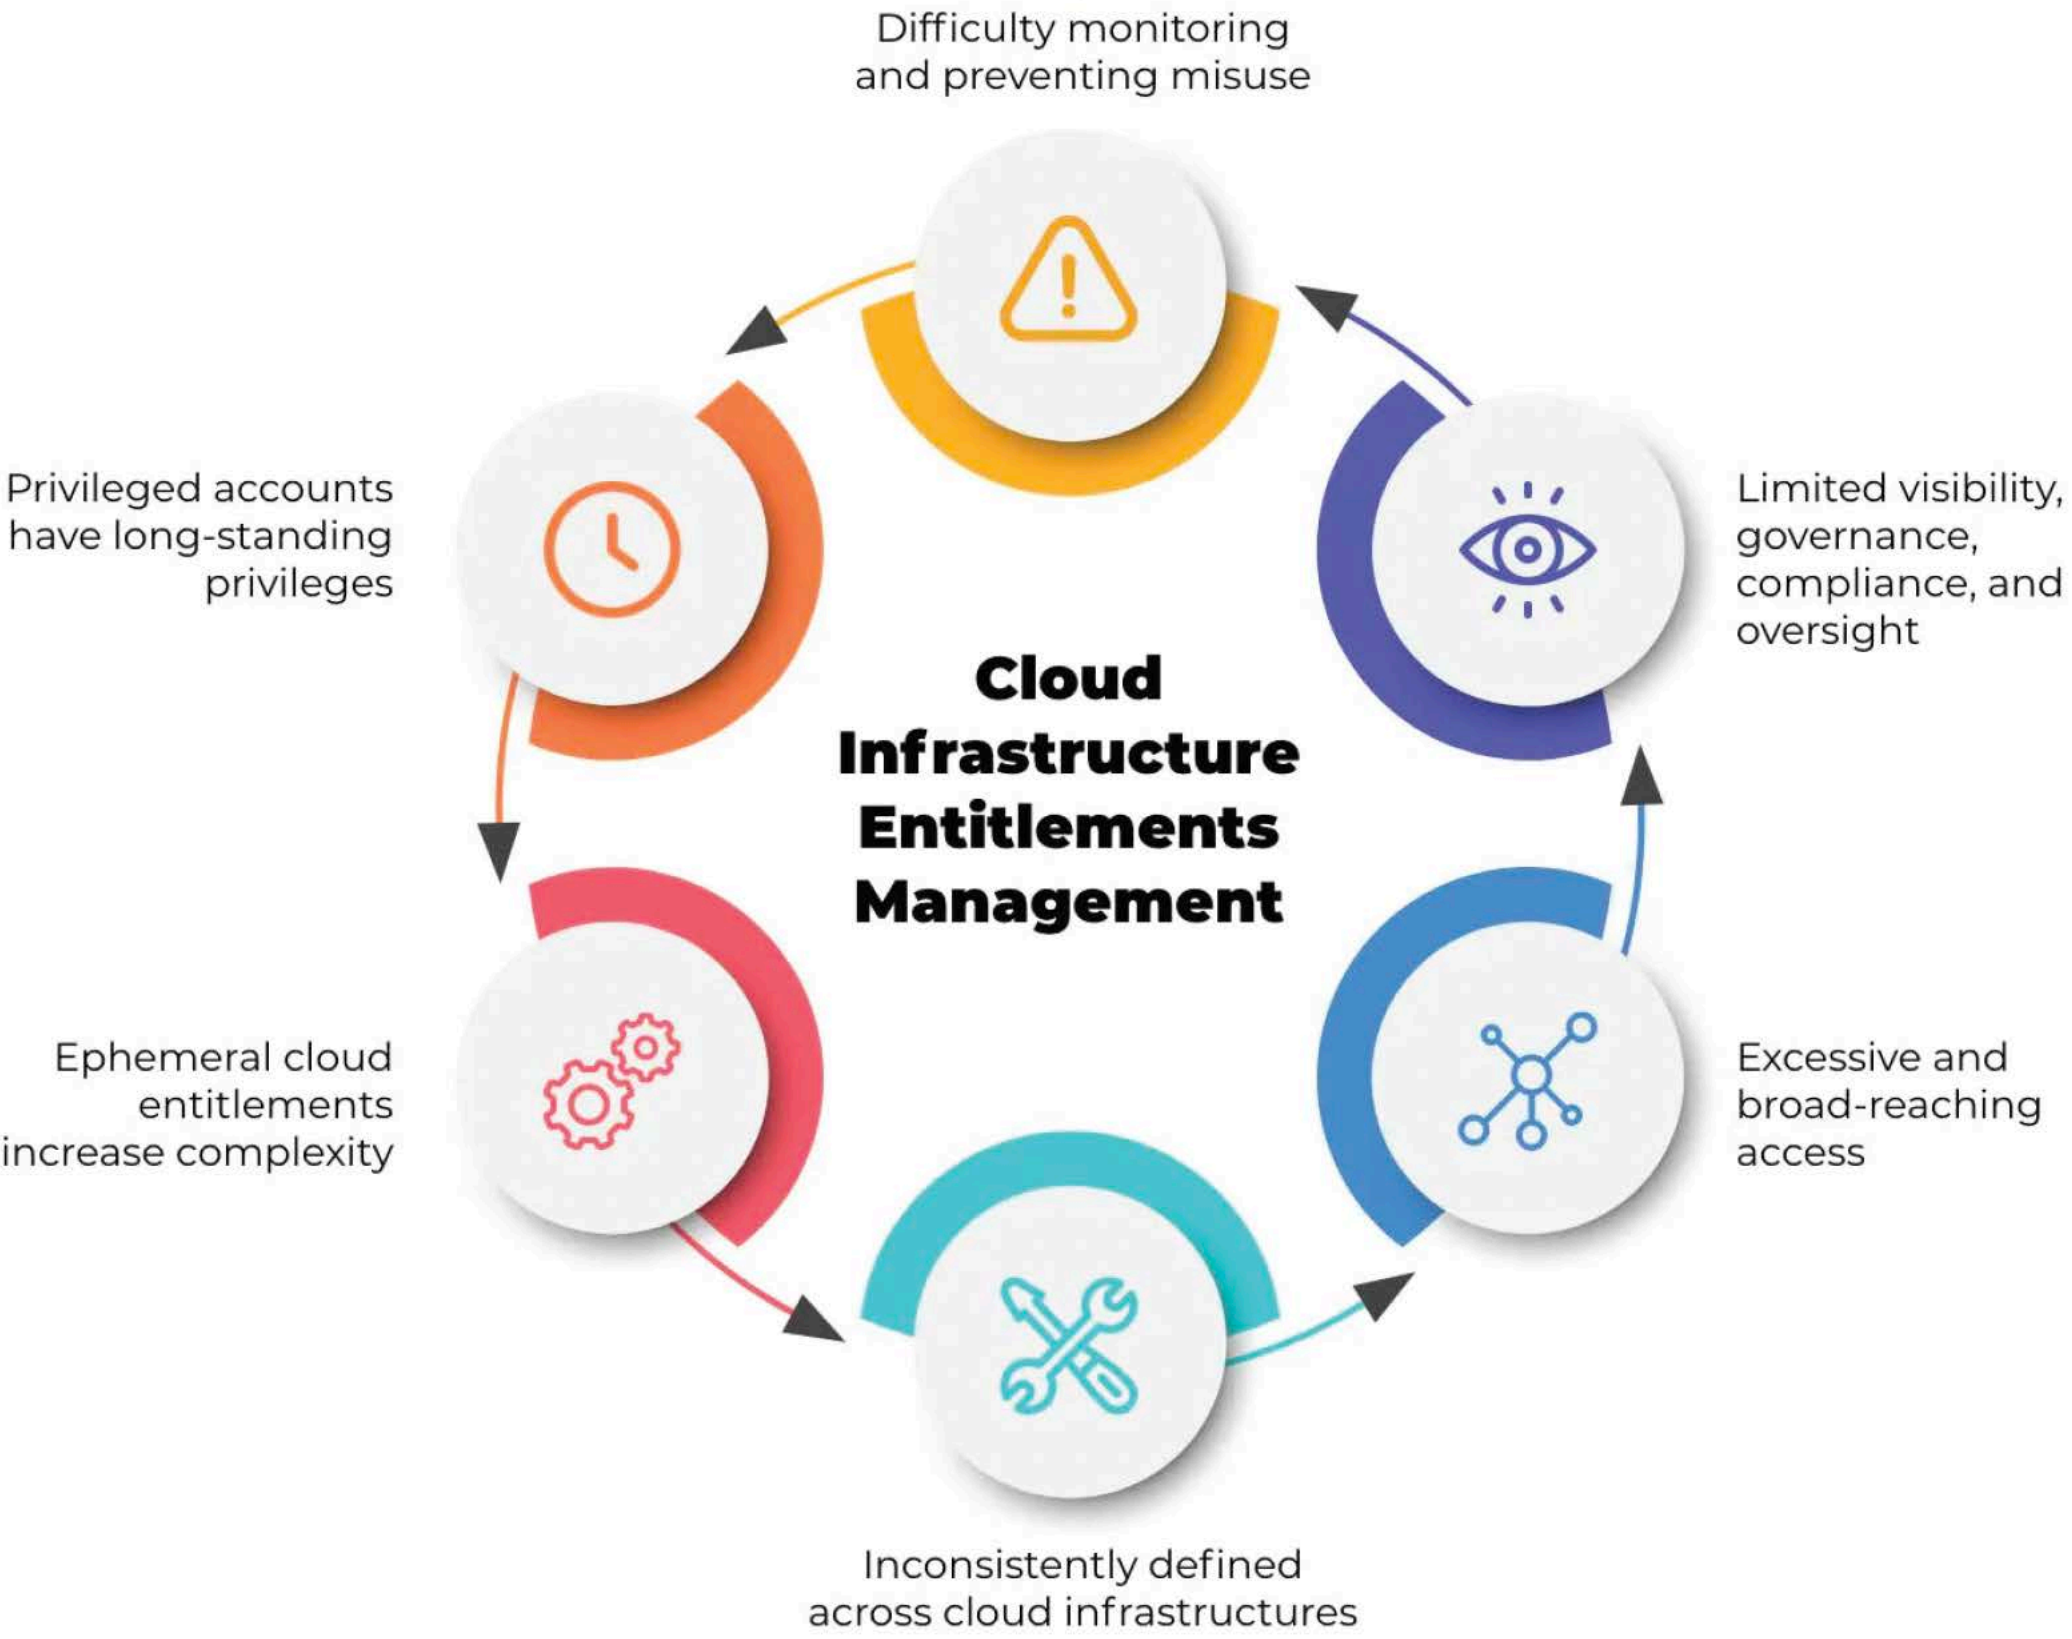 Difficulty monitoring
and preventing misuse
Privileged accounts
have long-standing
privileges
Limited visibility,
governance,
compliance, and
oversight
Cloud
Infrastructure
Entitlements
Management
Ephemeral cloud
entitlements
increase complexity
Excessive and
broad-reaching
access
Inconsistently defined
across cloud infrastructures